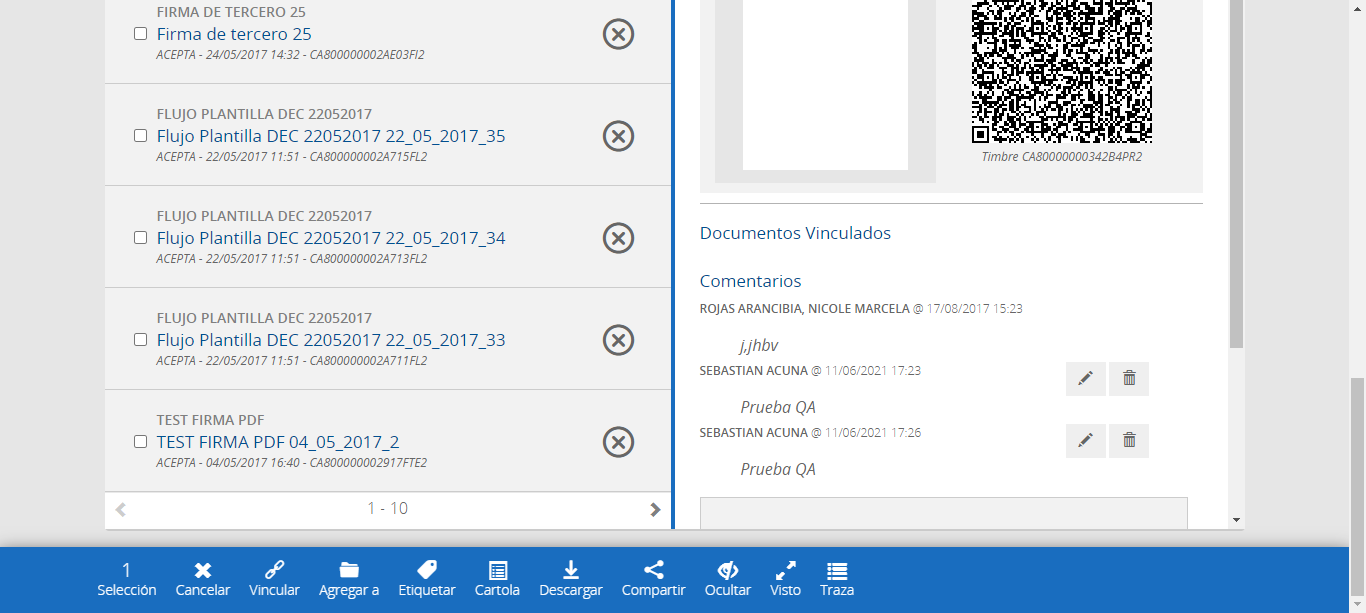 FIRMA DE TERCERO 25
Firma de tercero 25
ACEPTA - 24/05/2017 14:32 - CA800000002AE03FI2
FLUJO PLANTILLA DEC 22052017
Flujo Plantilla DEC 22052017 22_05_2017_35
ACEPTA - 22/05/2017 11:51 - CA800000002A715FL2
FLUJO PLANTILLA DEC 22052017
Flujo Plantilla DEC 22052017 22_05_2017_34
ACEPTA - 22/05/2017 11:51 - CA800000002A713FL2
FLUJO PLANTILLA DEC 22052017
Flujo Plantilla DEC 22052017 22_05_2017_33
ACEPTA - 22/05/2017 11:51 - CA800000002A711FL2
TEST FIRMA PDF
TEST FIRMA PDF 04_05_2017_2
ACEPTA - 04/05/2017 16:40 - CA800000002917FTE2
1 - 10
Timbre CA80000000342B4PR2
Documentos Vinculados
Comentarios
ROJAS ARANCIBIA, NICOLE MARCELA @ 17/08/2017 15:23
j,jhbv
SEBASTIAN ACUNA @ 11/06/2021 17:23
Prueba QA
SEBASTIAN ACUNA @ 11/06/2021 17:26
Prueba QA
1
Selección
Cancelar
Vincular
Agregar a
Etiquetar
Cartola
Descargar
Compartir
Ocultar
Visto
Traza